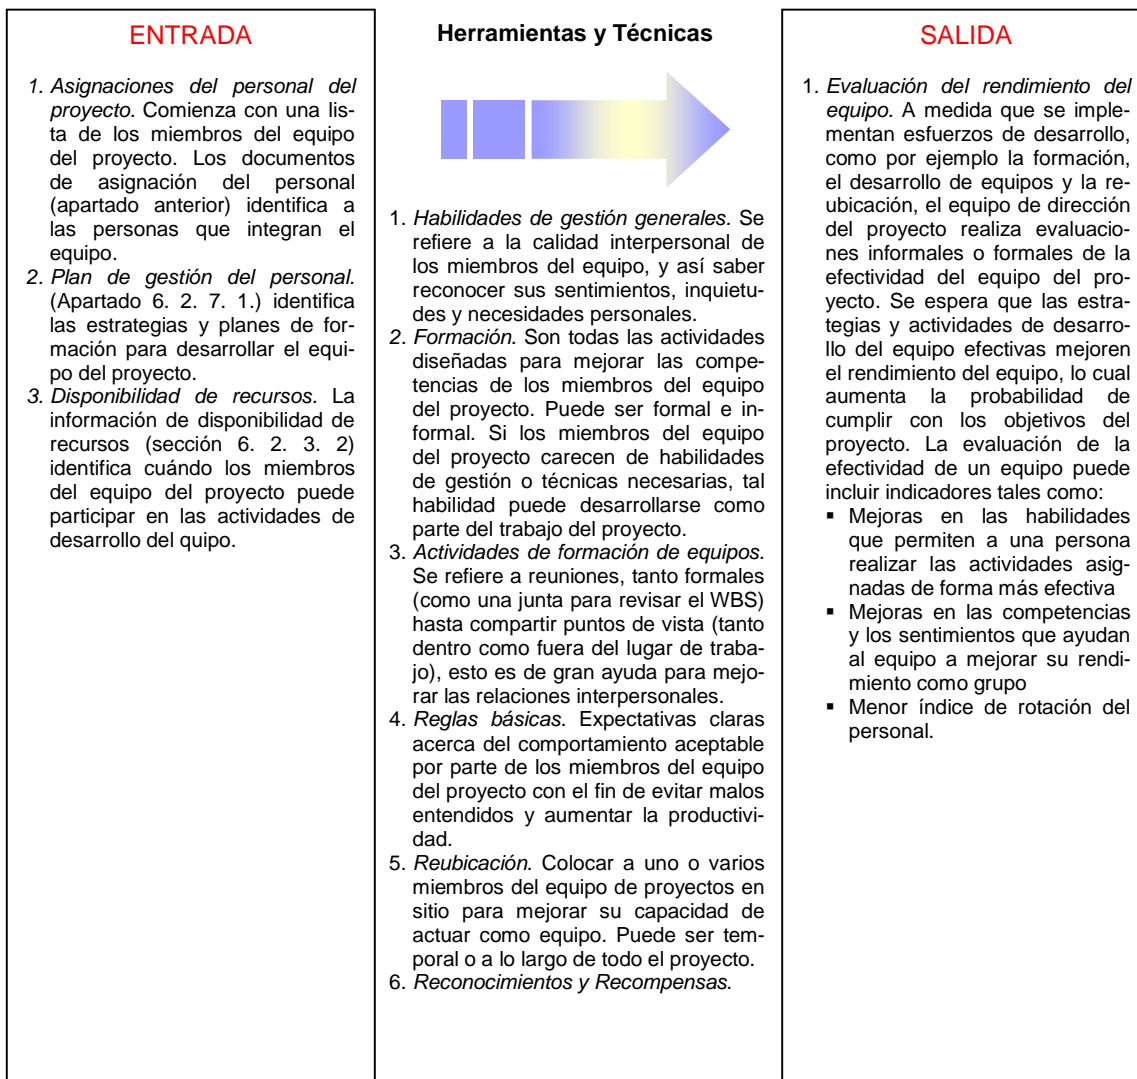 ENTRADA
1. Asignaciones del personal del
proyecto. Comienza con una lis-
ta de los miembros del equipo
del proyecto. Los documentos
de asignación del personal
(apartado anterior) identifica a
las personas que integran el
equipo.
2. Plan de gestión del personal.
(Apartado 6. 2. 7. 1.) identifica
las estrategias y planes de for-
mación para desarrollar el equi-
po del proyecto.
3. Disponibilidad de recursos. La
información de disponibilidad de
recursos (sección 6. 2. 3. 2)
identifica cuándo los miembros
del equipo del proyecto puede
participar en las actividades de
desarrollo del quipo.
Herramientas y Técnicas
1. Habilidades de gestión generales. Se
refiere a la calidad interpersonal de
los miembros del equipo, y así saber
reconocer sus sentimientos, inquietu-
des y necesidades personales.
2. Formación. Son todas las actividades
diseñadas para mejorar las compe-
tencias de los miembros del equipo
del proyecto. Puede ser formal e in-
formal. Si los miembros del equipo
del proyecto carecen de habilidades
de gestión o técnicas necesarias, tal
habilidad puede desarrollarse como
parte del trabajo del proyecto.
3. Actividades de formación de equipos.
Se refiere a reuniones, tanto formales
(como una junta para revisar el WBS)
hasta compartir puntos de vista (tanto
dentro como fuera del lugar de traba-
jo), esto es de gran ayuda para mejo-
rar las relaciones interpersonales.
4. Reglas básicas. Expectativas claras
acerca del comportamiento aceptable
por parte de los miembros del equipo
del proyecto con el fin de evitar malos
entendidos y aumentar la productivi-
dad.
5. Reubicación. Colocar a uno o varios
miembros del equipo de proyectos en
sitio para mejorar su capacidad de
actuar como equipo. Puede ser tem-
poral o a lo largo de todo el proyecto.
6. Reconocimientos y Recompensas.
SALIDA
1. Evaluación del rendimiento del
equipo. A medida que se imple-
mentan esfuerzos de desarrollo,
como por ejemplo la formación,
el desarrollo de equipos y la re-
ubicación, el equipo de dirección
del proyecto realiza evaluacio-
nes informales o formales de la
efectividad del equipo del pro-
yecto. Se espera que las estra-
tegias y actividades de desarro-
llo del equipo efectivas mejoren
el rendimiento del equipo, lo cual
aumenta la probabilidad de
cumplir con los objetivos del
proyecto. La evaluación de la
efectividad de un equipo puede
incluir indicadores tales como:
▪ Mejoras en las habilidades
que permiten a una persona
realizar las actividades asig-
nadas de forma más efectiva
▪ Mejoras en las competencias
y los sentimientos que ayudan
al equipo a mejorar su rendi-
miento como grupo
▪ Menor índice de rotación del
personal.